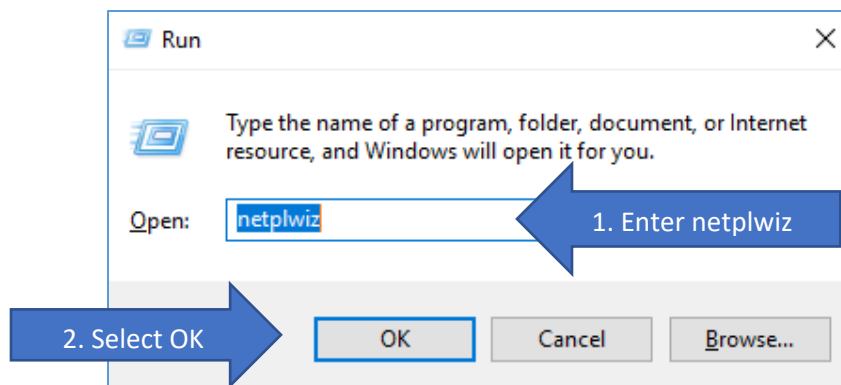 Run
Type the name of a program, folder, document, or Internet
resource, and Windows will open it for you.
Open:
netplwiz
1. Enter netplwiz
2. Select OK
OK
Cancel
Browse...